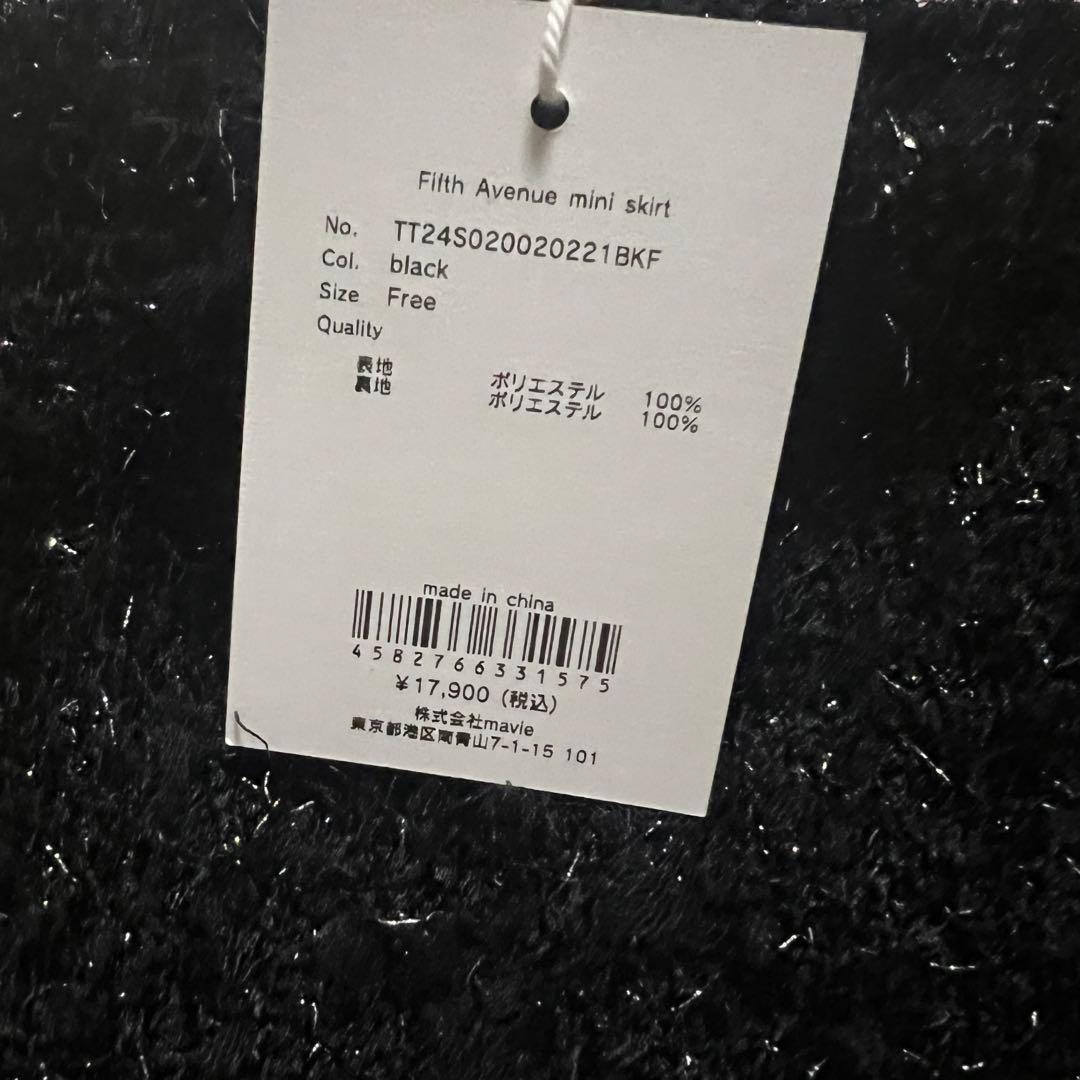 Fifth Avenue mini skirt
No. TT24S020020221BKF
Col. black
Size Free
Quality
表地 ポリエステル 100%
裏地 ポリエステル 100%
made in china
4582766331575
¥17,900 (税込)
株式会社mavie
東京都港区南青山7-1-15 101